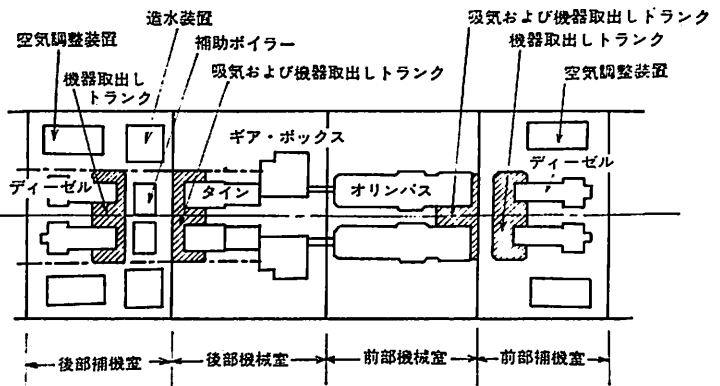 造水装置
空気調整装置
補助ボイラー
機器取出し
トランク
吸気および機器取出しトランク
吸気および機器取出しトランク
機器取出しトランク
空気調整装置
ギア・ボックス
ディーゼル
タイン
オリンパス
ディーゼル
後部補機室
後部機械室
前部機械室
前部補機室